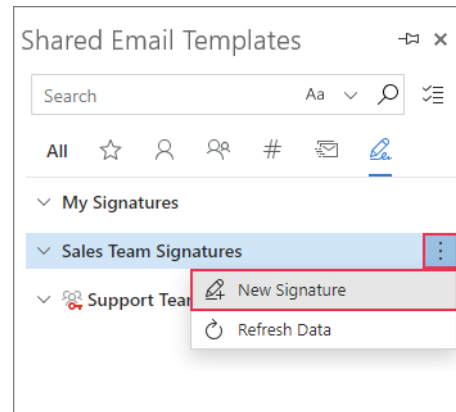 Shared Email Templates
Search Aa
All #
My Signatures
Sales Team Signatures
New Signature
Support Tea
Refresh Data